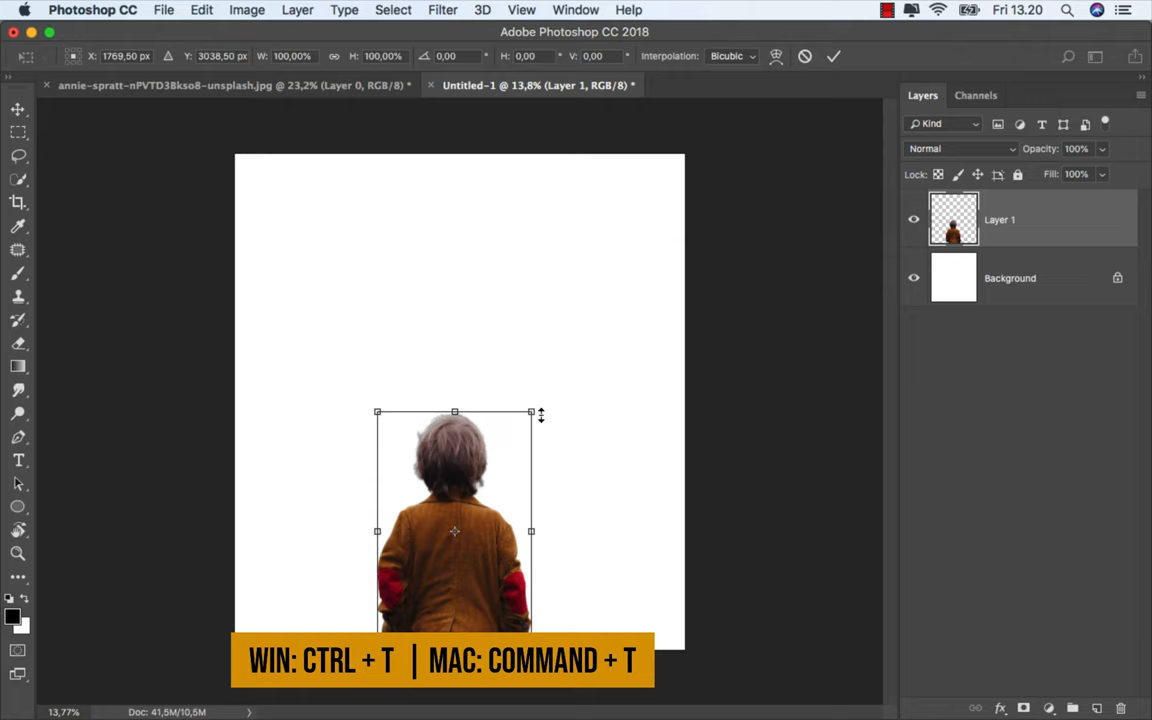 Photoshop CC File Edit Image Layer Type Select Filter 3D View Window Help Fri 13.20
Adobe Photoshop CC 2018
X: 1769,50 px Y: 3038,50 px W: 100,00% H: 100,00% 0,00 ° H: 0,00 ° V: 0,00 ° Interpolation: Bicubic
× annie-spratt-nPVTD3Bkso8-unsplash.jpg @ 23,2% (Layer 0, RGB/8) * × Untitled-1 @ 13,8% (Layer 1, RGB/8) *
Layers Channels
Kind
Normal Opacity: 100%
Lock: Fill: 100%
Layer 1
Background
WIN: CTRL + T | MAC: COMMAND + T
13,77% Doc: 41,5M/10,5M